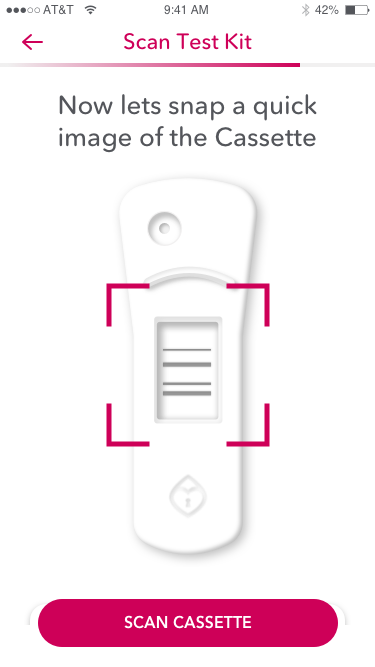 AT&T 9:41 AM 42%
Scan Test Kit
Now lets snap a quick
image of the Cassette
SCAN CASSETTE